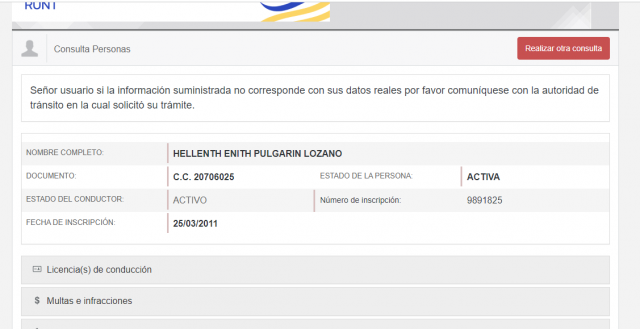 RUNT
Consulta Personas
Realizar otra consulta
Señor usuario si la información suministrada no corresponde con sus datos reales por favor comuníquese con la autoridad de
tránsito en la cual solicitó su trámite.
NOMBRE COMPLETO: HELLENTH ENITH PULGARIN LOZANO
DOCUMENTO: C.C. 20706025 ESTADO DE LA PERSONA: ACTIVA
ESTADO DEL CONDUCTOR: ACTIVO Número de inscripción: 9891825
FECHA DE INSCRIPCIÓN: 25/03/2011
Licencia(s) de conducción
$ Multas e infracciones